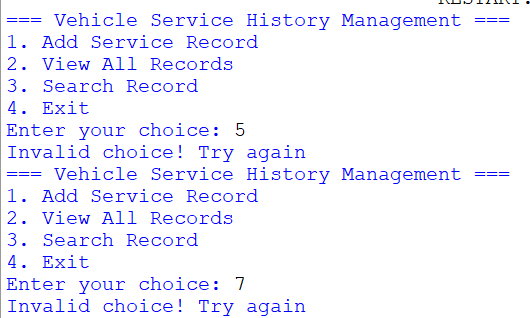 === Vehicle Service History Management ===
1. Add Service Record
2. View All Records
3. Search Record
4. Exit
Enter your choice: 5
Invalid choice! Try again
=== Vehicle Service History Management ===
1. Add Service Record
2. View All Records
3. Search Record
4. Exit
Enter your choice: 7
Invalid choice! Try again